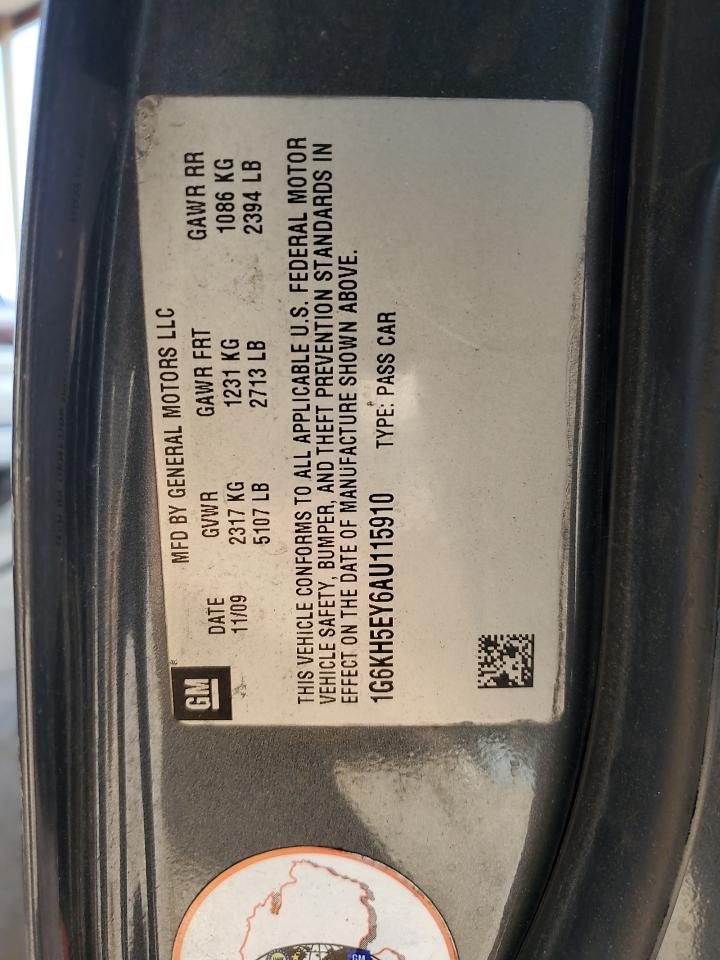 GM
MFD BY GENERAL MOTORS LLC
DATE GVWR GAWR FRT GAWR RR
11/09 2317 KG 1231 KG 1086 KG
5107 LB 2713 LB 2394 LB
THIS VEHICLE CONFORMS TO ALL APPLICABLE U.S. FEDERAL MOTOR
VEHICLE SAFETY, BUMPER, AND THEFT PREVENTION STANDARDS IN
EFFECT ON THE DATE OF MANUFACTURE SHOWN ABOVE.
1G6KH5EY6AU115910 TYPE: PASS CAR
GM